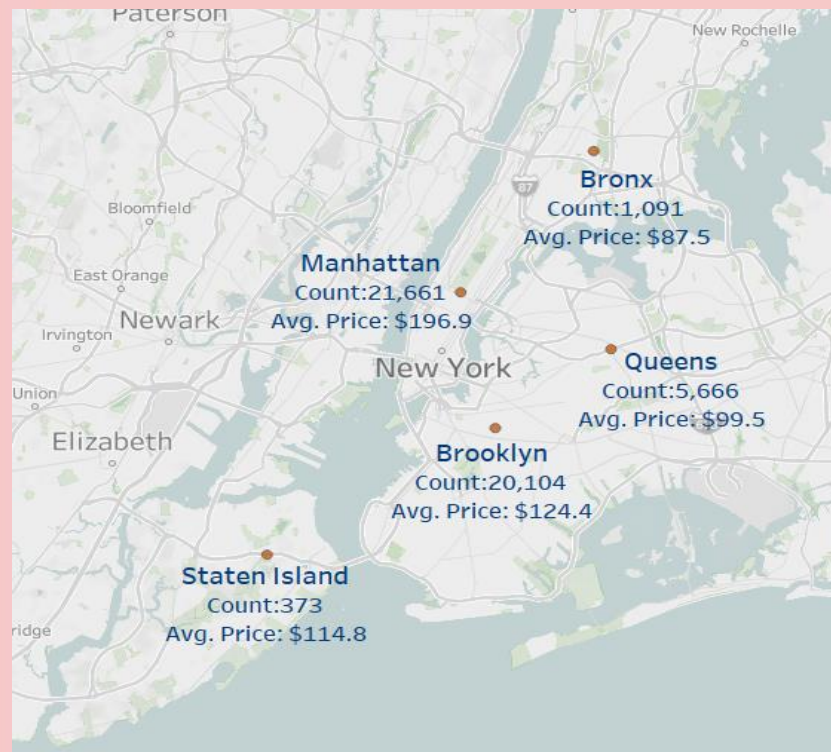 Paterson
New Rochelle
87
Bronx
Count:1,091
Avg. Price: $87.5
Bloomfield
Manhattan
Count:21,661
Avg. Price: $196.9
East Orange
Newark
Irvington
New York
Queens
Count:5,666
Avg. Price: $99.5
Union
Elizabeth
Brooklyn
Count:20,104
Avg. Price: $124.4
Staten Island
Count:373
Avg. Price: $114.8
ridge